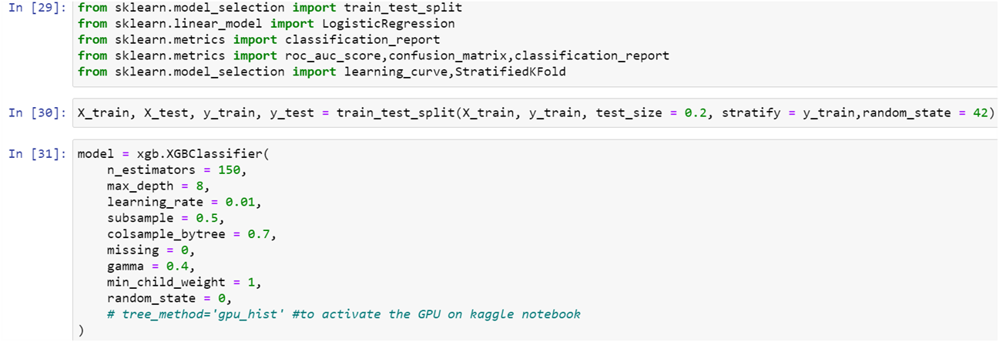 In [29]: from sklearn.model_selection import train_test_split
from sklearn.linear_model import LogisticRegression
from sklearn.metrics import classification_report
from sklearn.metrics import roc_auc_score,confusion_matrix,classification_report
from sklearn.model_selection import learning_curve,StratifiedKFold
In [30]: X_train, X_test, y_train, y_test = train_test_split(X_train, y_train, test_size = 0.2, stratify = y_train,random_state = 42)
In [31]: model = xgb.XGBClassifier(
n_estimators = 150,
max_depth = 8,
learning_rate = 0.01,
subsample = 0.5,
colsample_bytree = 0.7,
missing = 0,
gamma = 0.4,
min_child_weight = 1,
random_state = 0,
# tree_method='gpu_hist' #to activate the GPU on kaggle notebook
)